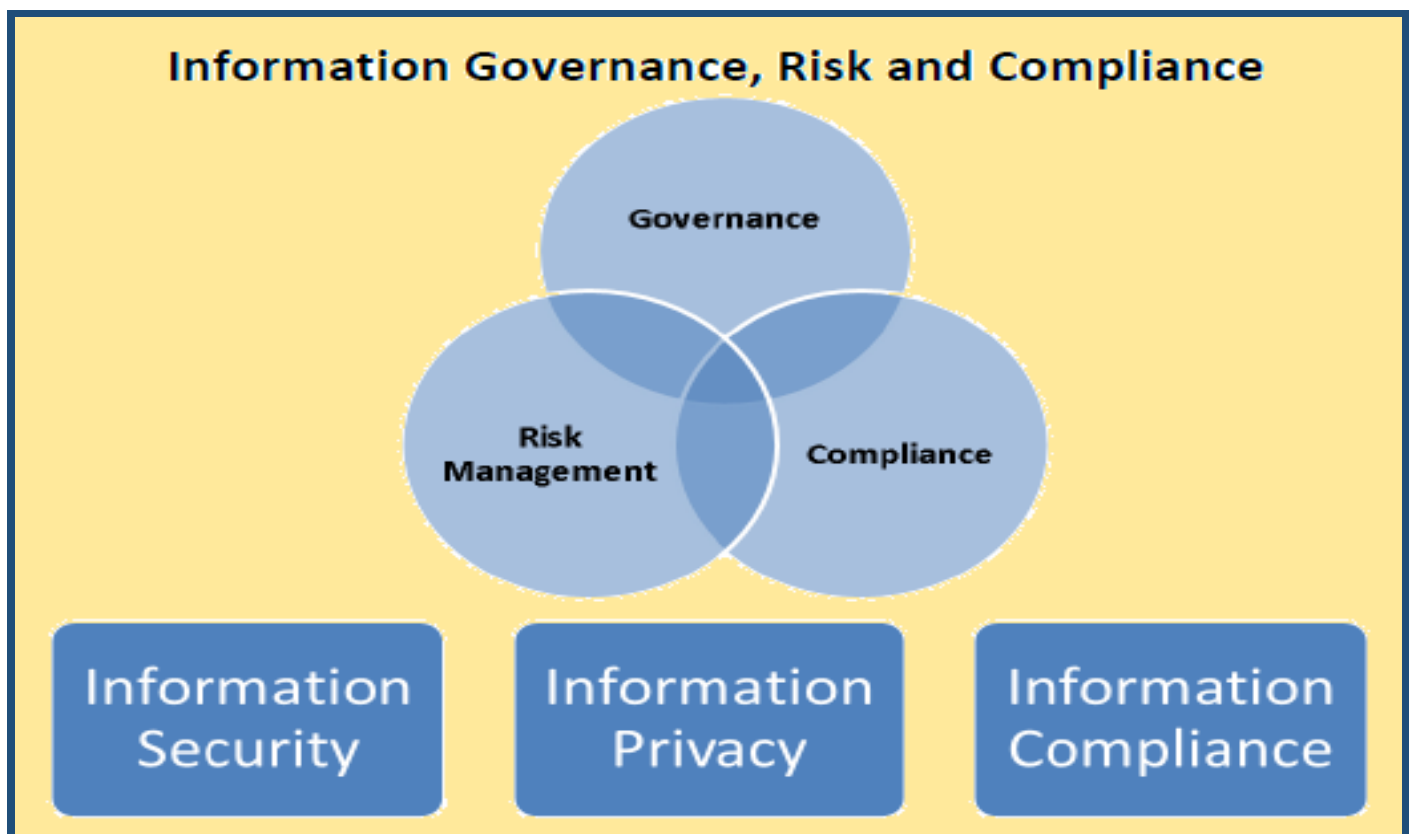 Information Governance, Risk and Compliance
Governance
Risk
Management
Compliance
Information
Security
Information
Privacy
Information
Compliance